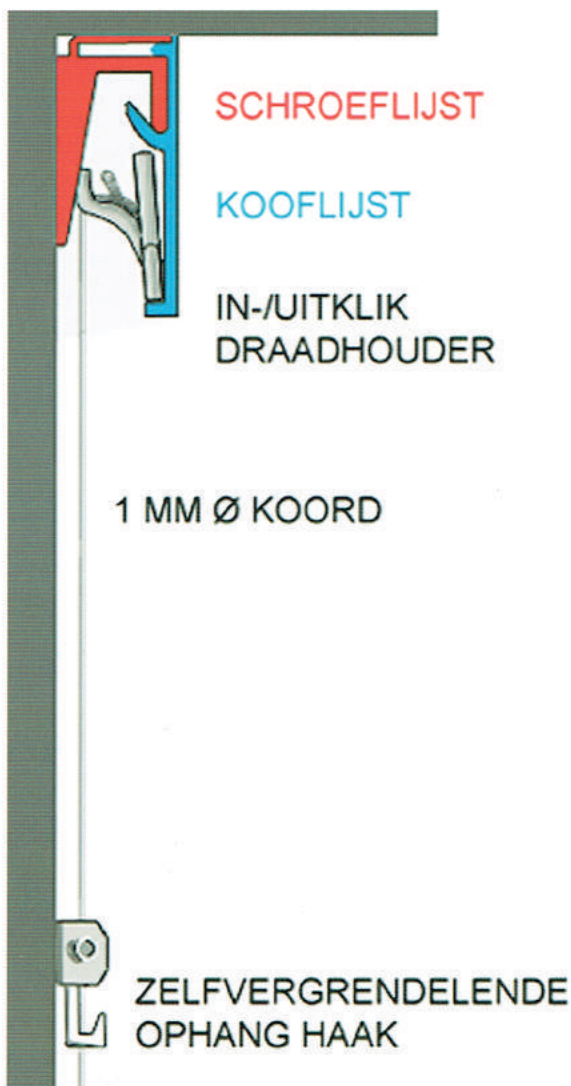 SCHROEFLIJST
KOOFLIJST
IN-/UITKLIK
DRAADHOUDER
1 MM Ø KOORD
ZELFVERGRENDELENDE
OPHANG HAAK